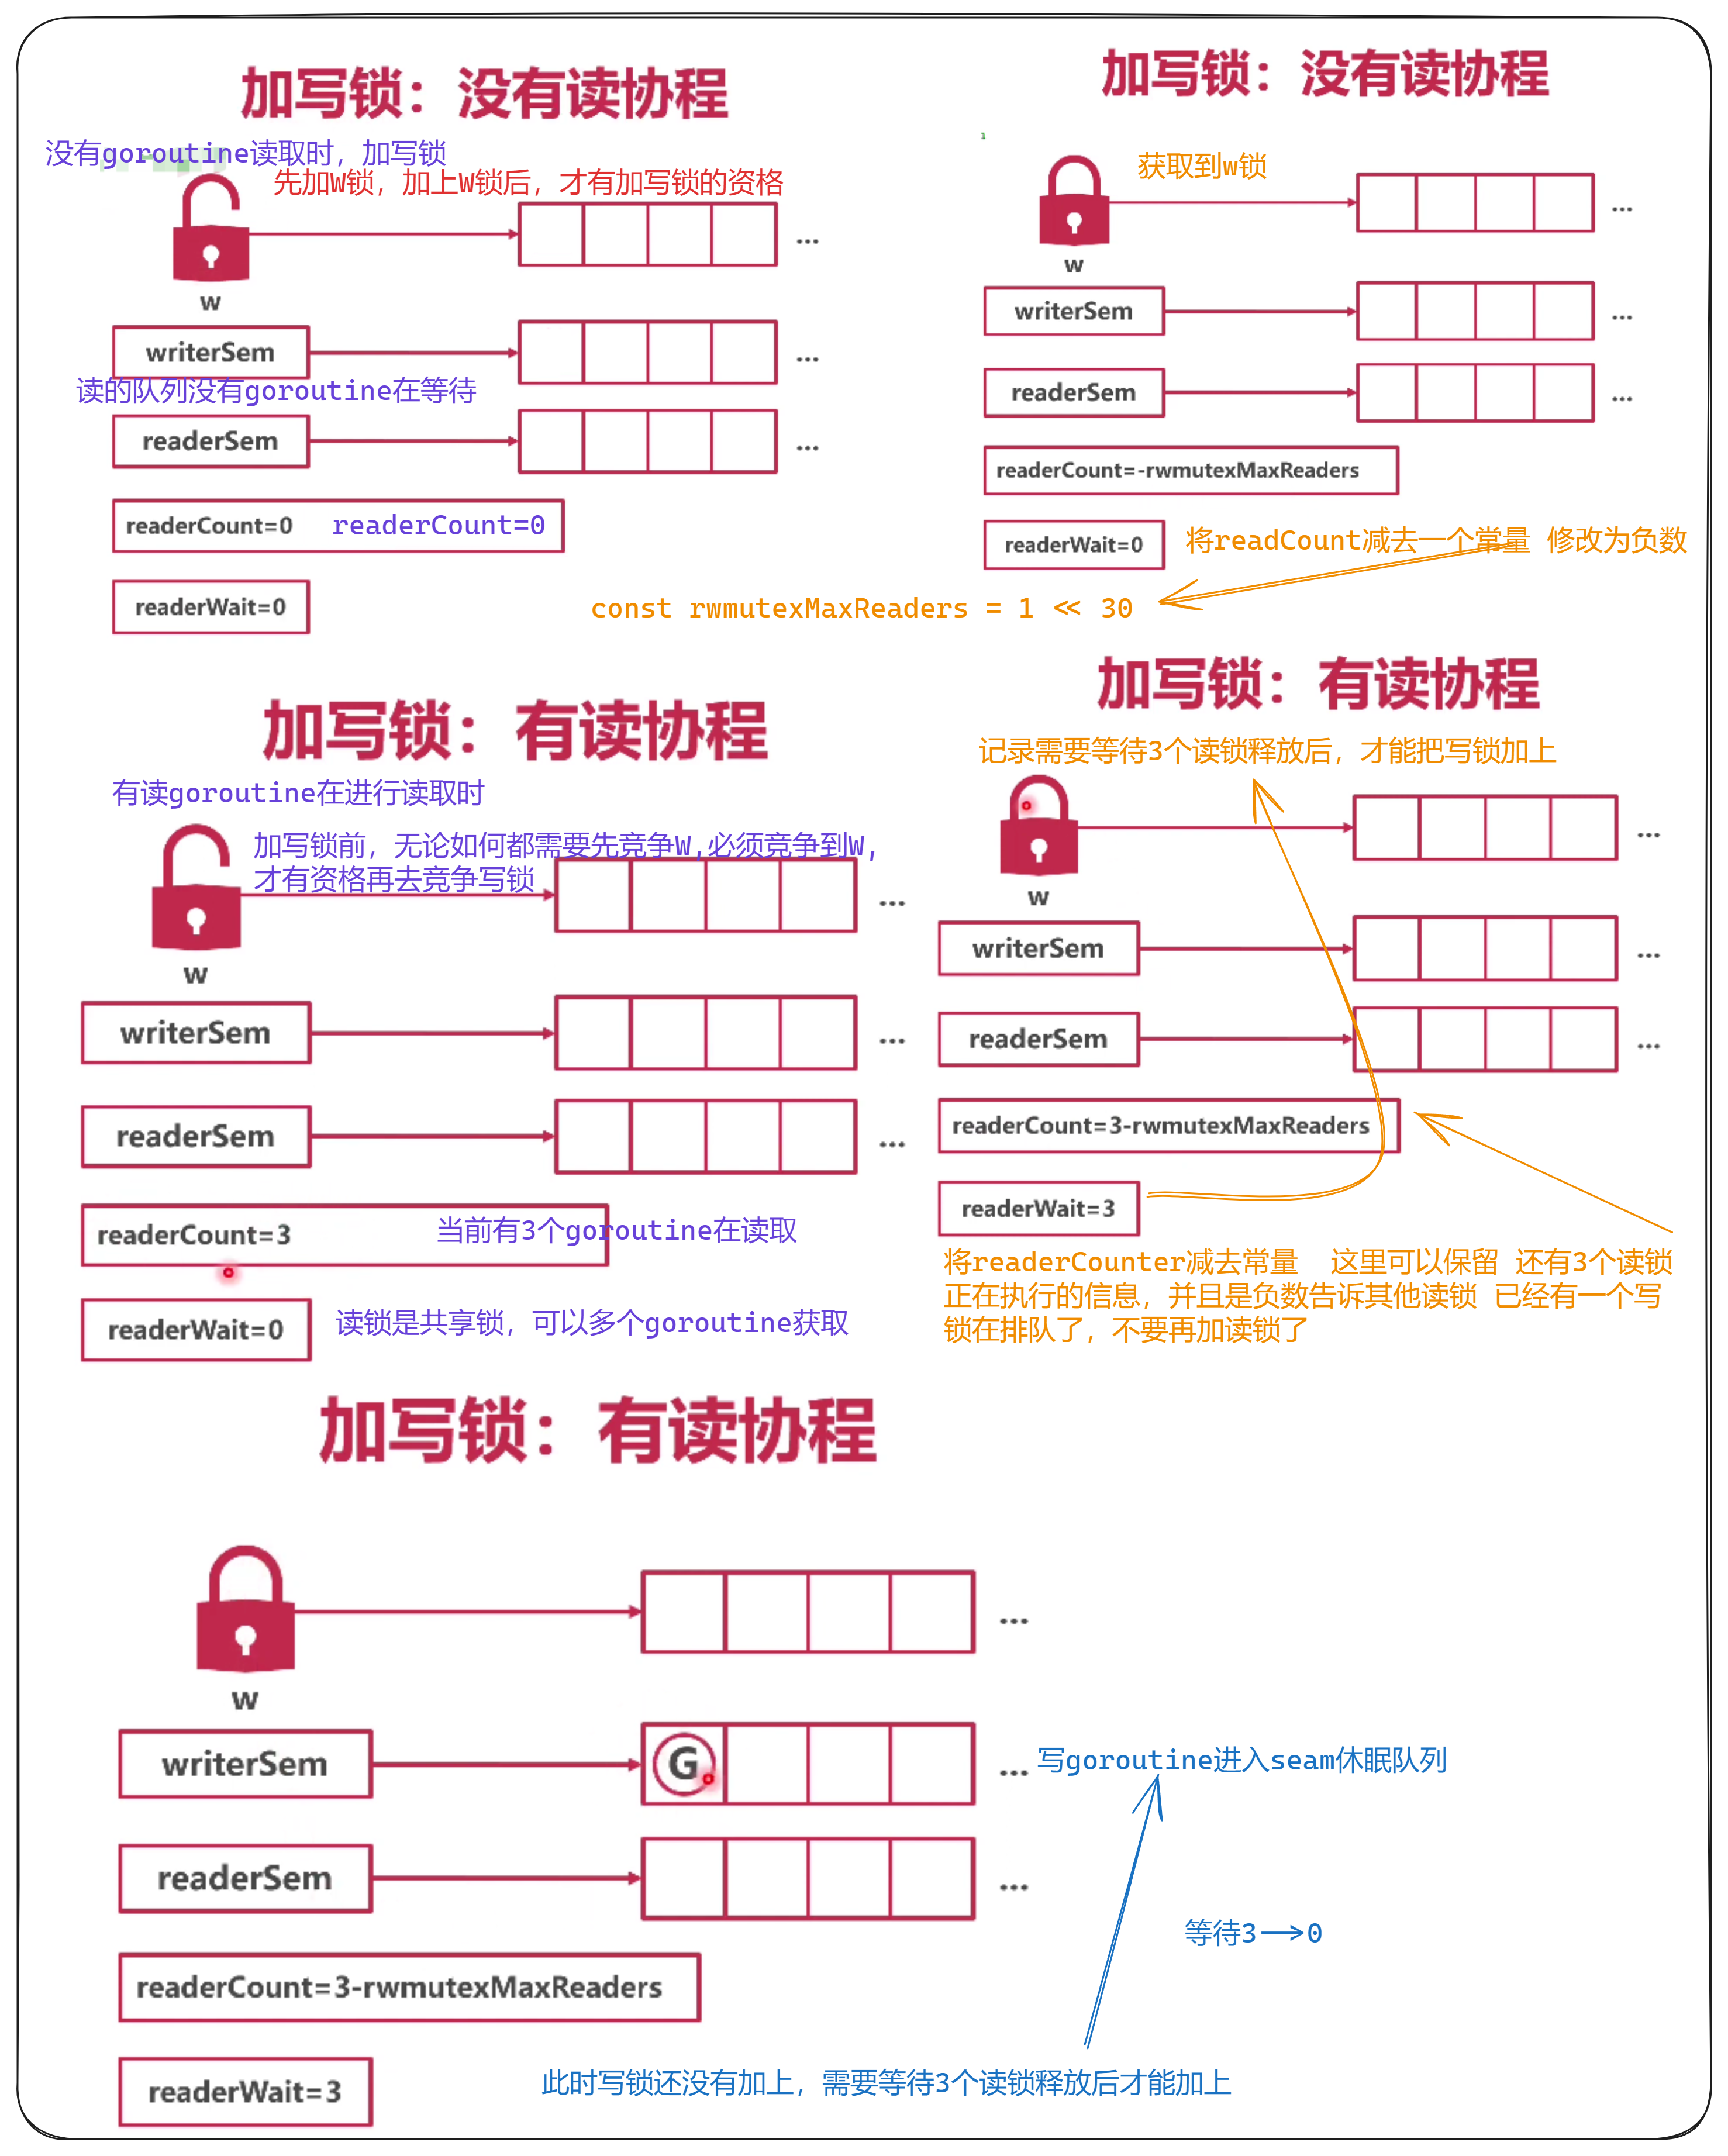 加写锁：没有读协程
没有goroutine读取时，加写锁
先加W锁，加上W锁后，才有加写锁的资格
...
w
writerSem
...
读的队列没有goroutine在等待
readerSem
...
readerCount=0 readerCount=0
readerWait=0
加写锁：没有读协程
1
获取到w锁
...
w
writerSem
...
readerSem
...
readerCount=-rwmutexMaxReaders
readerWait=0
将readCount减去一个常量 修改为负数
const rwmutexMaxReaders = 1 << 30
加写锁：有读协程
有读goroutine在进行读取时
加写锁前，无论如何都需要先竞争W,必须竞争到W,
才有资格再去竞争写锁
...
w
writerSem
...
readerSem
...
readerCount=3
当前有3个goroutine在读取
readerWait=0
读锁是共享锁，可以多个goroutine获取
加写锁：有读协程
记录需要等待3个读锁释放后，才能把写锁加上
...
w
writerSem
...
readerSem
...
readerCount=3-rwmutexMaxReaders
readerWait=3
将readerCounter减去常量 这里可以保留 还有3个读锁
正在执行的信息，并且是负数告诉其他读锁 已经有一个写
锁在排队了，不要再加读锁了
加写锁：有读协程
...
w
writerSem
G
...
写goroutine进入seam休眠队列
readerSem
...
等待3-->0
readerCount=3-rwmutexMaxReaders
readerWait=3
此时写锁还没有加上，需要等待3个读锁释放后才能加上